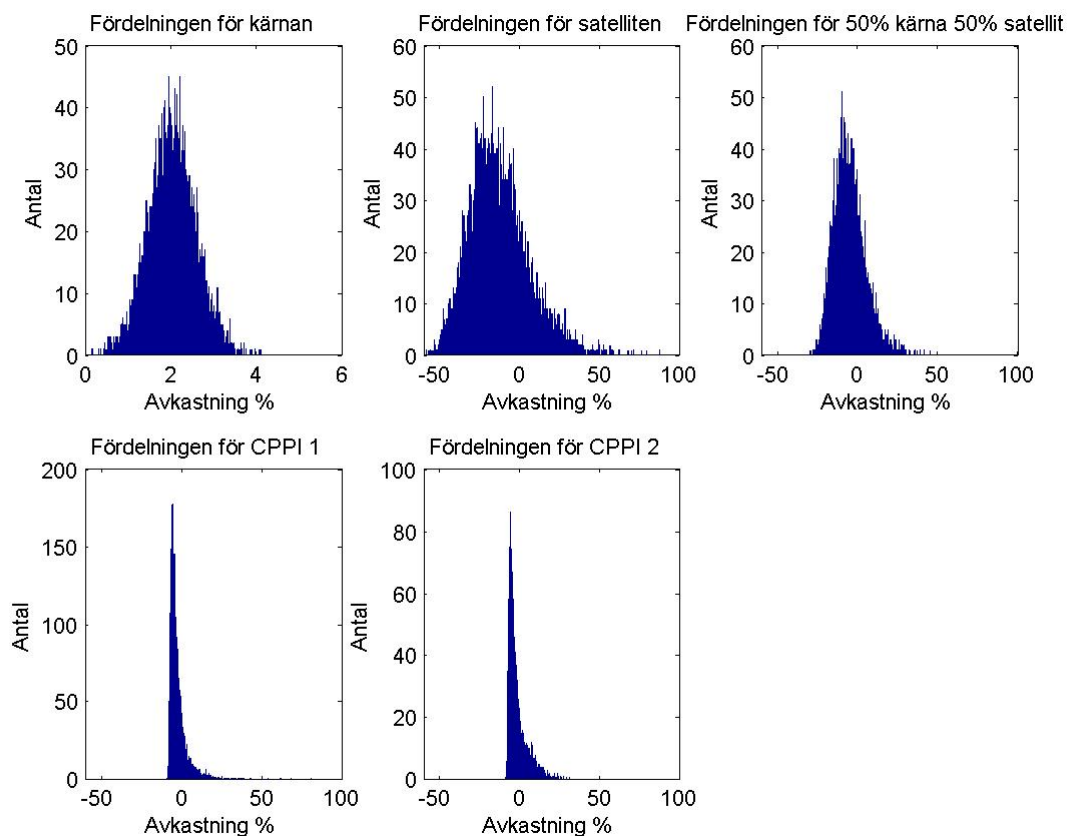 Fördelningen för kärnan
50
40
30
20
10
0
Antal
0 2 4 6
Avkastning %
Fördelningen för satelliten
60
50
40
30
20
10
0
Antal
-50 0 50 100
Avkastning %
Fördelningen för 50% kärna 50% satellit
60
50
40
30
20
10
0
Antal
-50 0 50 100
Avkastning %
Fördelningen för CPPI 1
200
150
100
50
0
Antal
-50 0 50 100
Avkastning %
Fördelningen för CPPI 2
100
80
60
40
20
0
Antal
-50 0 50 100
Avkastning %